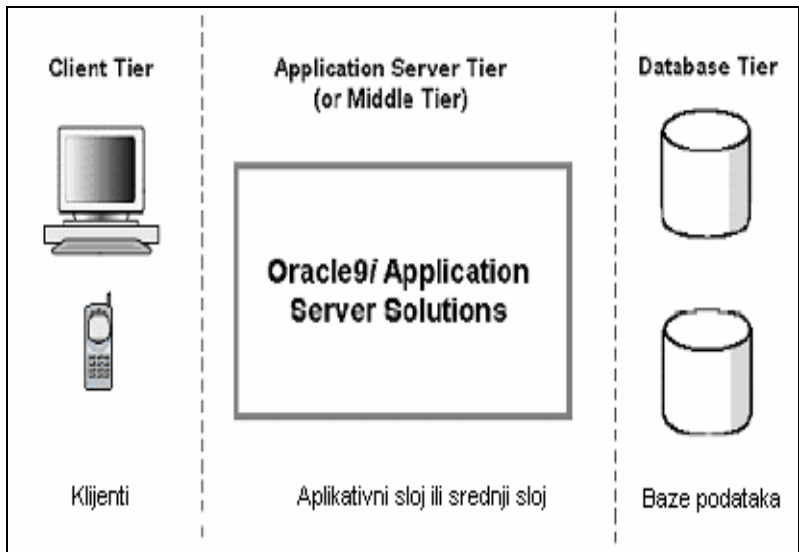 Client Tier
Application Server Tier
(or Middle Tier)
Database Tier
Oracle9i Application
Server Solutions
Klijenti
Aplikativni sloj ili srednji sloj
Baze podataka